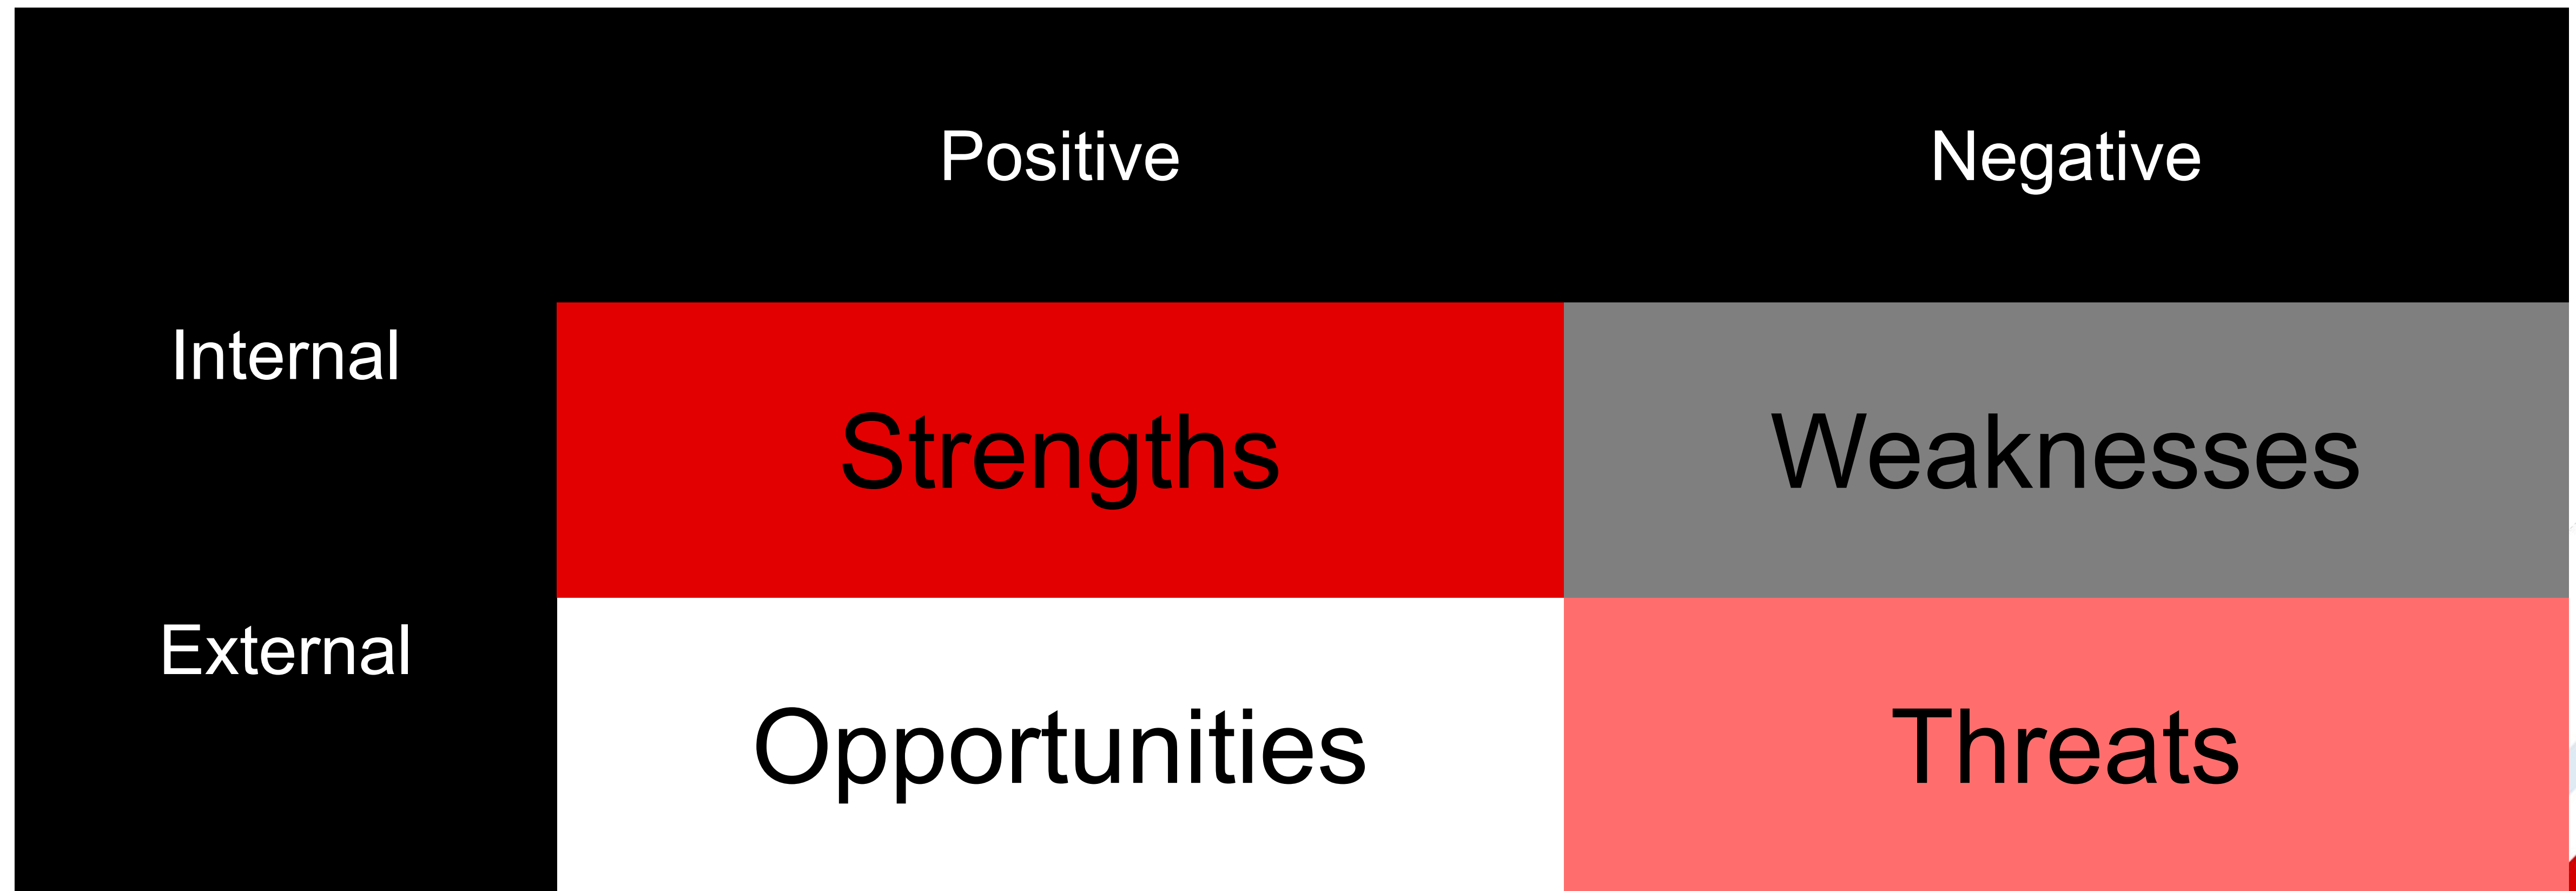 Positive Negative
Internal
Strengths Weaknesses
External
Opportunities Threats